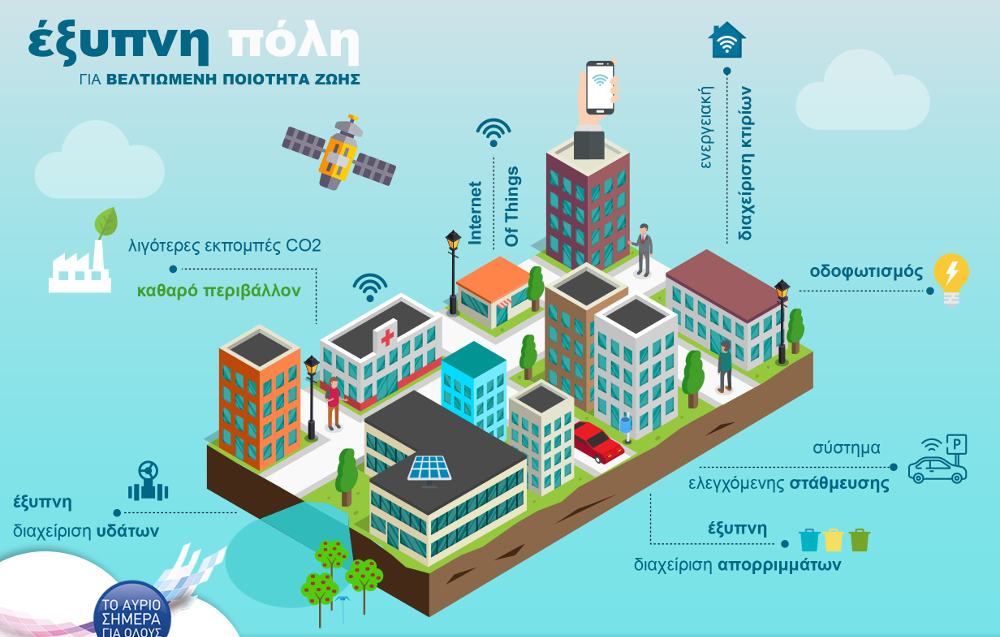 έξυπνη πόλη
ΓΙΑ ΒΕΛΤΙΩΜΕΝΗ ΠΟΙΟΤΗΤΑ ΖΩΗΣ
ενεργειακή
διαχείριση κτιρίων
Internet
Of Things
λιγότερες εκπομπές CO2
καθαρό περιβάλλον
οδοφωτισμός
σύστημα
ελεγχόμενης στάθμευσης
P
έξυπνη
διαχείριση υδάτων
έξυπνη
διαχείριση απορριμμάτων
ΤΟ ΑΥΡΙΟ
ΣΗΜΕΡΑ
ΓΙΑ ΟΛΟΥΣ